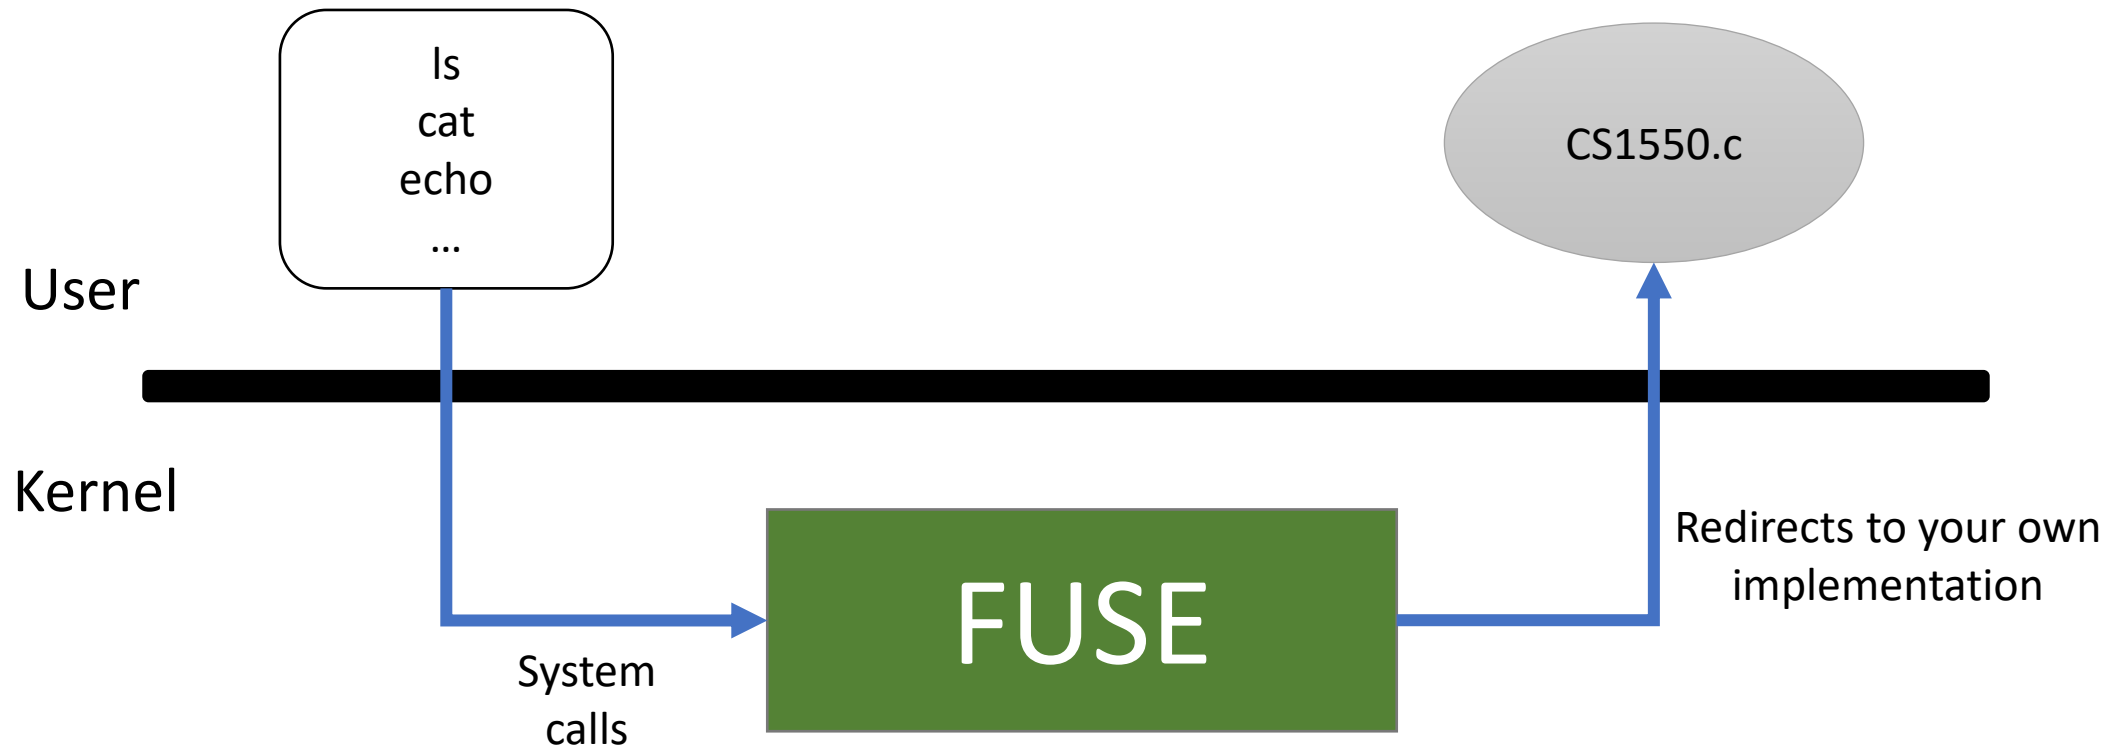 ls
cat
echo
...
CS1550.c
User
Kernel
FUSE
Redirects to your own
implementation
System
calls